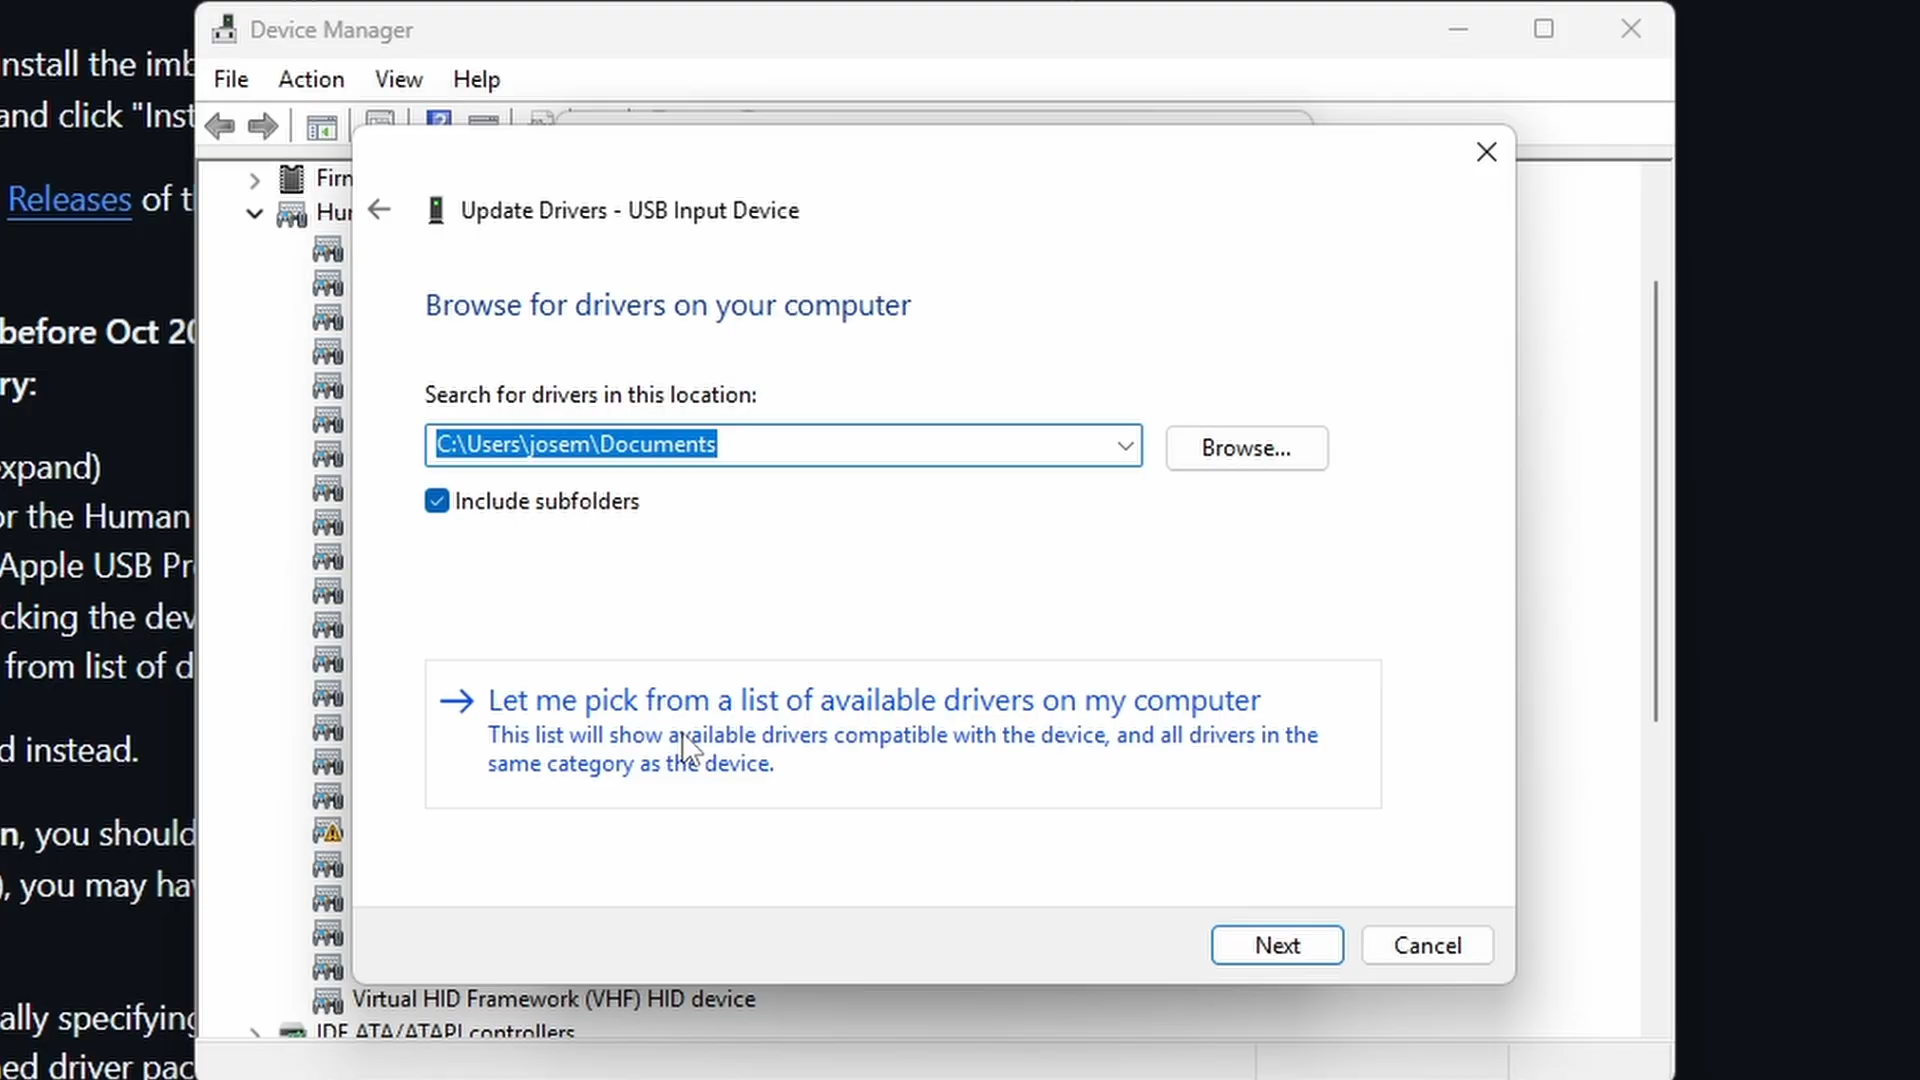 Device Manager
File Action View Help
Update Drivers - USB Input Device
Browse for drivers on your computer
Search for drivers in this location:
C:\Users\josem\Documents
Browse...
Include subfolders
Let me pick from a list of available drivers on my computer
This list will show available drivers compatible with the device, and all drivers in the
same category as the device.
Next Cancel
Virtual HID Framework (VHF) HID device
IDE ATA/ATAPI controllers
nstall the imb
and click "Inst
Releases of t
before Oct 20
ry:
xpand)
or the Human
Apple USB Pr
cking the dev
from list of d
d instead.
n, you should
), you may hav
ally specifying
ed driver pac
Firn
Hur